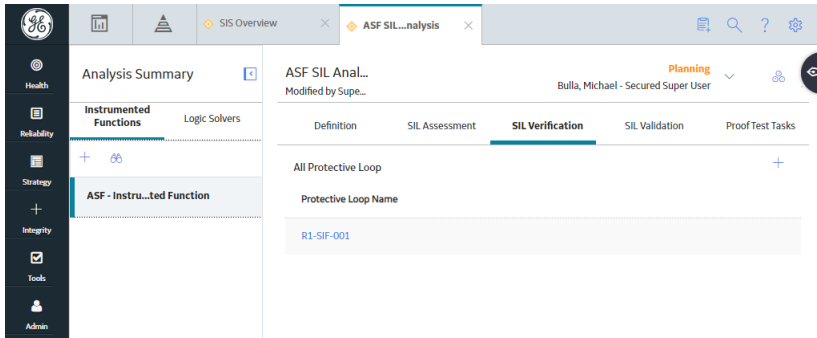 SIS Overview
ASF SIL...nalysis
Health
Reliability
Strategy
Integrity
Tools
Admin
Analysis Summary
Instrumented
Functions
Logic Solvers
ASF - Instru...ted Function
ASF SIL Anal...
Modified by Supe...
Planning
Bulla, Michael - Secured Super User
Definition
SIL Assessment
SIL Verification
SIL Validation
Proof Test Tasks
All Protective Loop
Protective Loop Name
R1-SIF-001